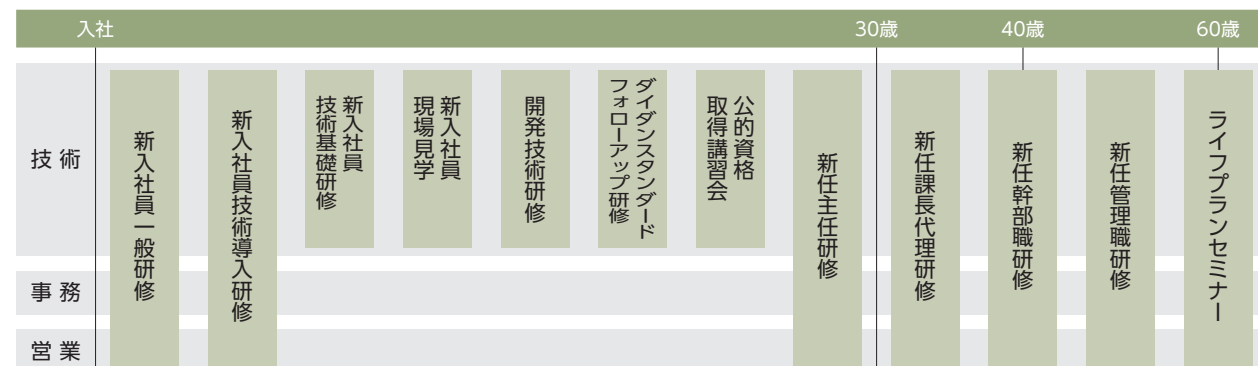 入社
30歳
40歳
60歳
技術
事務
営業
新入社員一般研修
新入社員技術導入研修
新入社員
技術基礎研修
新入社員
現場見学
開発技術研修
ダイダンスタンダード
フォローアップ研修
公的資格
取得講習会
新任主任研修
新任課長代理研修
新任幹部職研修
新任管理職研修
ライフプランセミナー